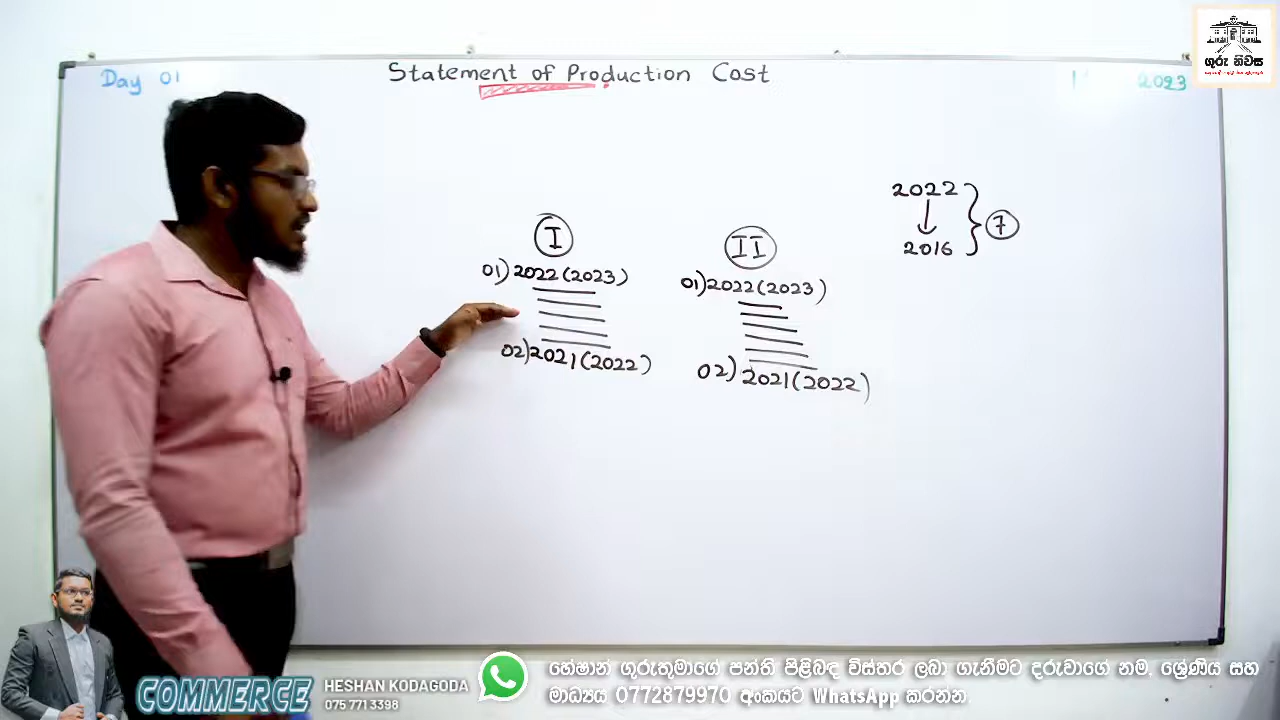 Day 01
Statement of Production Cost
2023
ගුරු නිවස
2022
2016
7
I
01) 2022 (2023)
02) 2021 (2022)
II
01) 2022 (2023)
02) 2021 (2022)
COMMERCE
HESHAN KODAGODA
075 771 3398
හේෂාන් ගුරුතුමාගේ පන්ති පිළිබඳ විස්තර ලබා ගැනීමට දරුවාගේ නම, ශ්‍රේණිය සහ
මාධ්‍යය 0772879970 අංකයට WhatsApp කරන්න